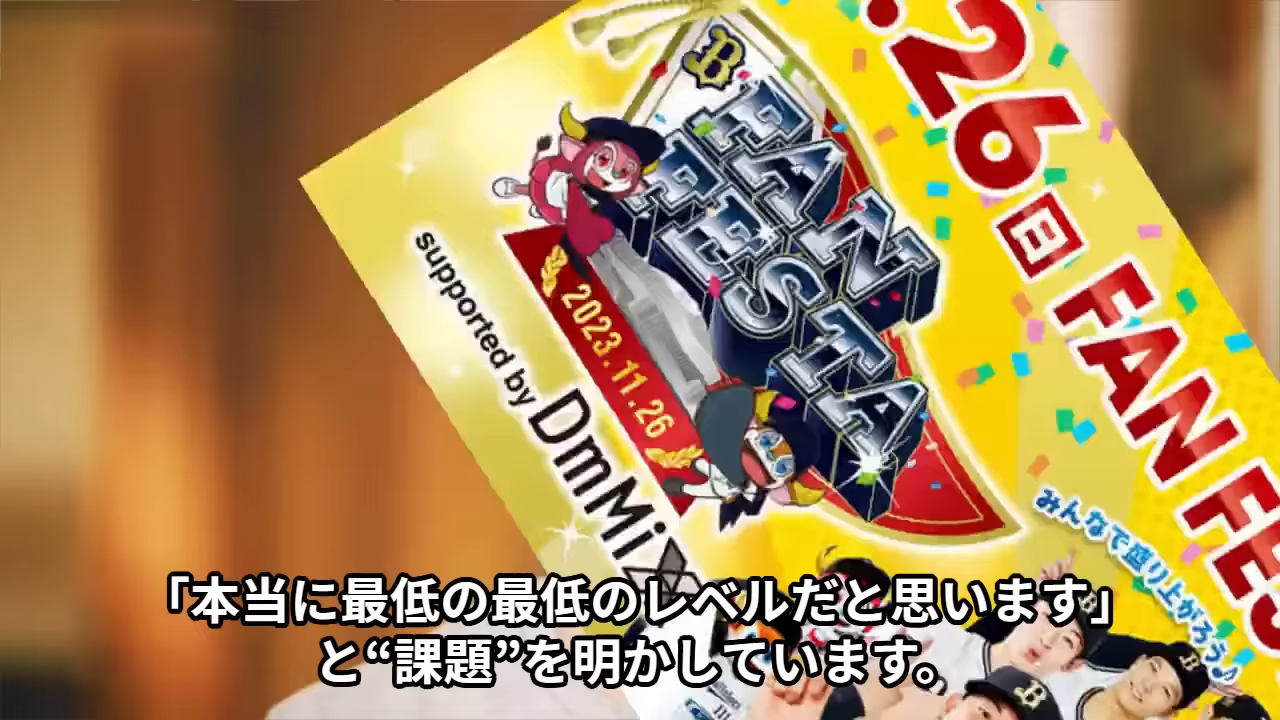 B
FAN
FESTA
2023.11.26
supported by
DmMiX
.26日 FAN FES
みんなで盛り上がろう♪
B
B
「本当に最低の最低のレベルだと思います」
と“課題”を明かしています。